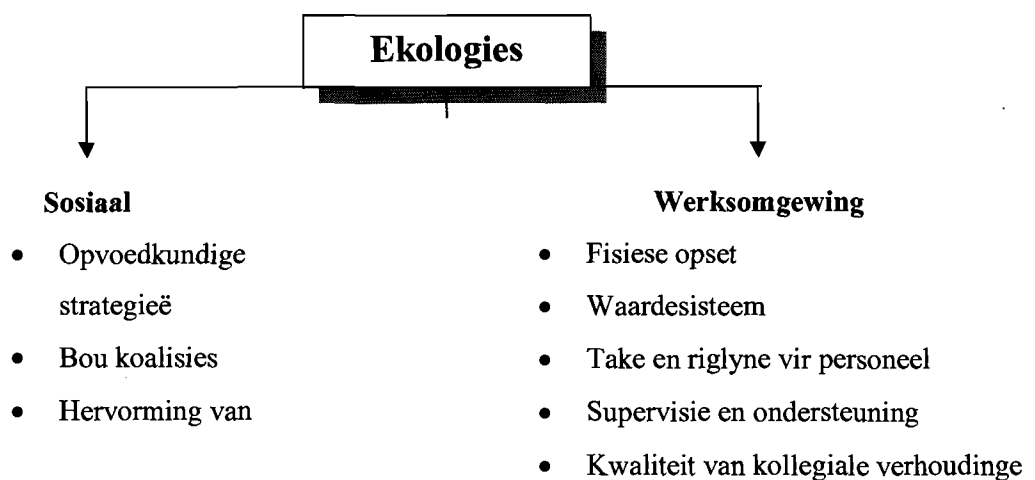 Ekologies
Sosiaal
• Opvoedkundige
strategieë
• Bou koalisies
• Hervorming van
Werksomgewing
• Fisiese opset
• Waardesisteem
• Take en riglyne vir personeel
• Supervisie en ondersteuning
• Kwaliteit van kollegiale verhoudinge